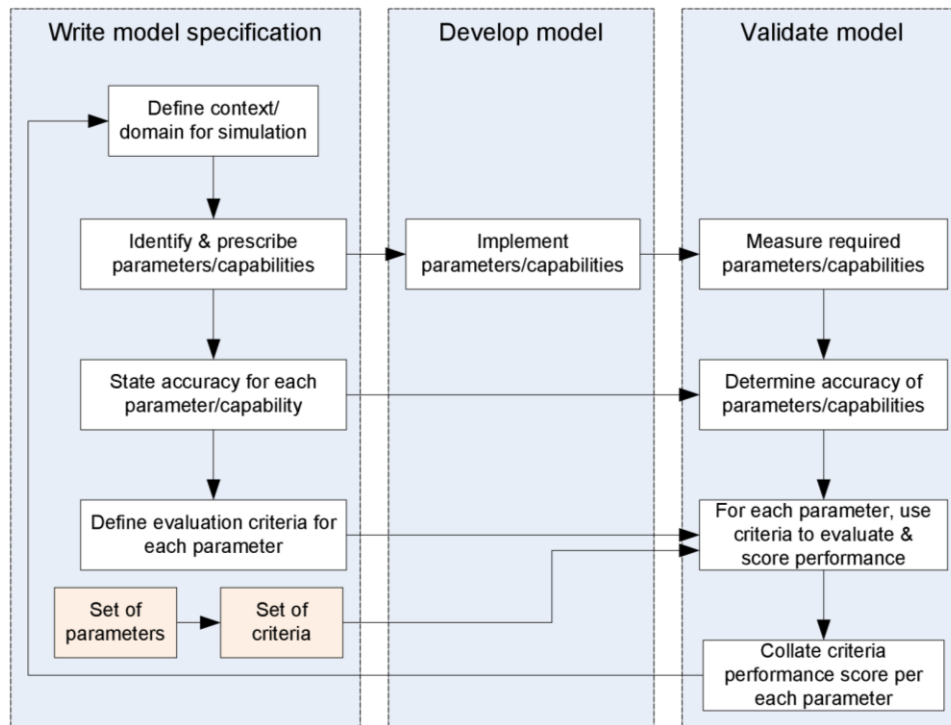 Write model specification
Develop model
Validate model
Define context/
domain for simulation
Identify & prescribe
parameters/capabilities
Implement
parameters/capabilities
Measure required
parameters/capabilities
State accuracy for each
parameter/capability
Determine accuracy of
parameters/capabilities
Define evaluation criteria for
each parameter
For each parameter, use
criteria to evaluate &
score performance
Set of
parameters
Set of
criteria
Collate criteria
performance score per
each parameter